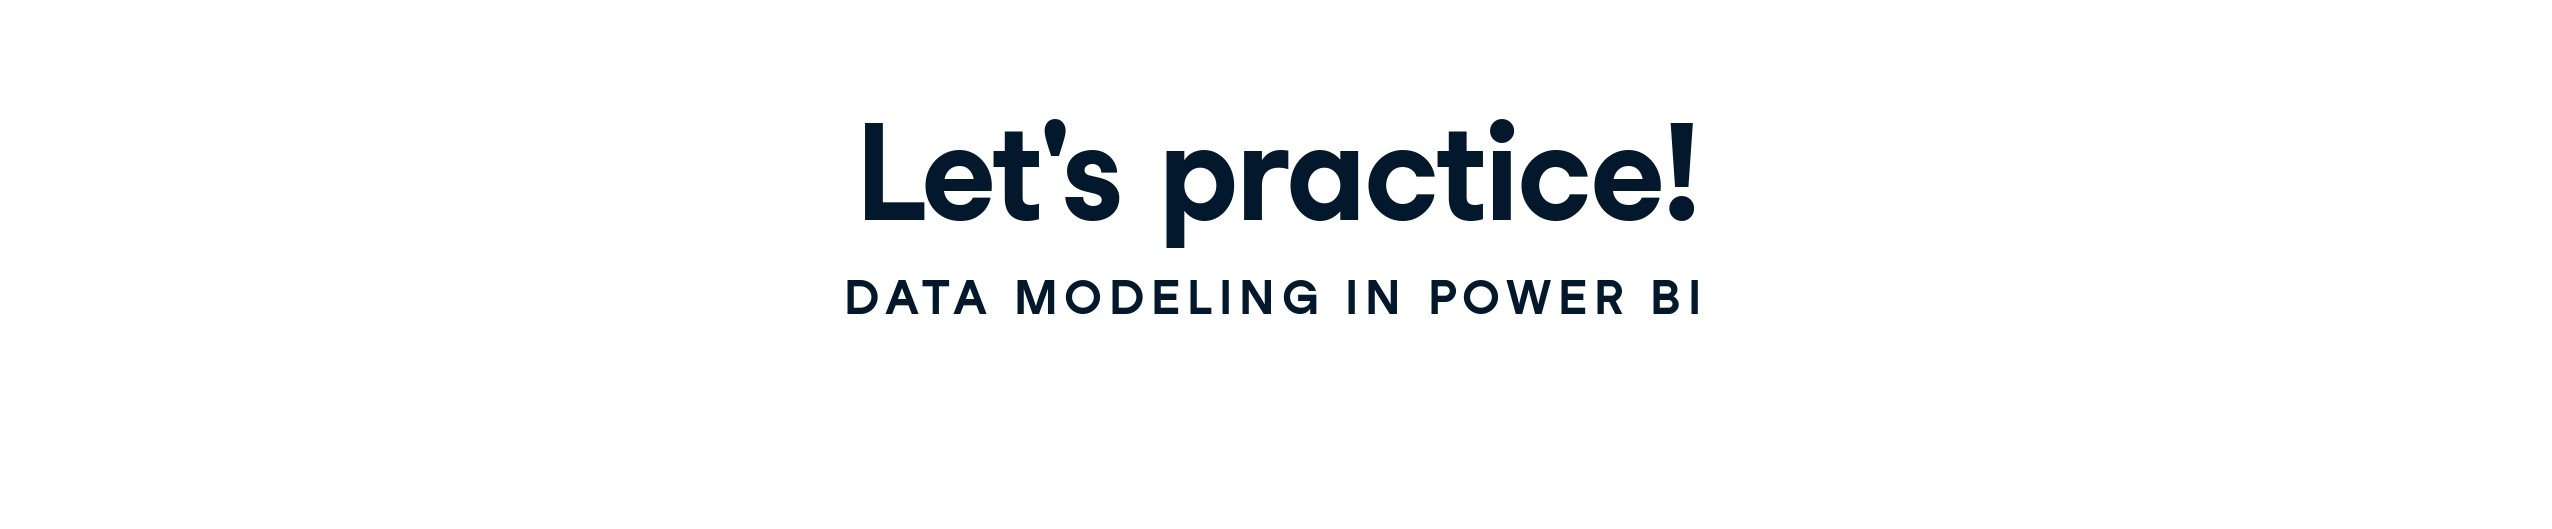 Let's practice!
DATA MODELING IN POWER BI